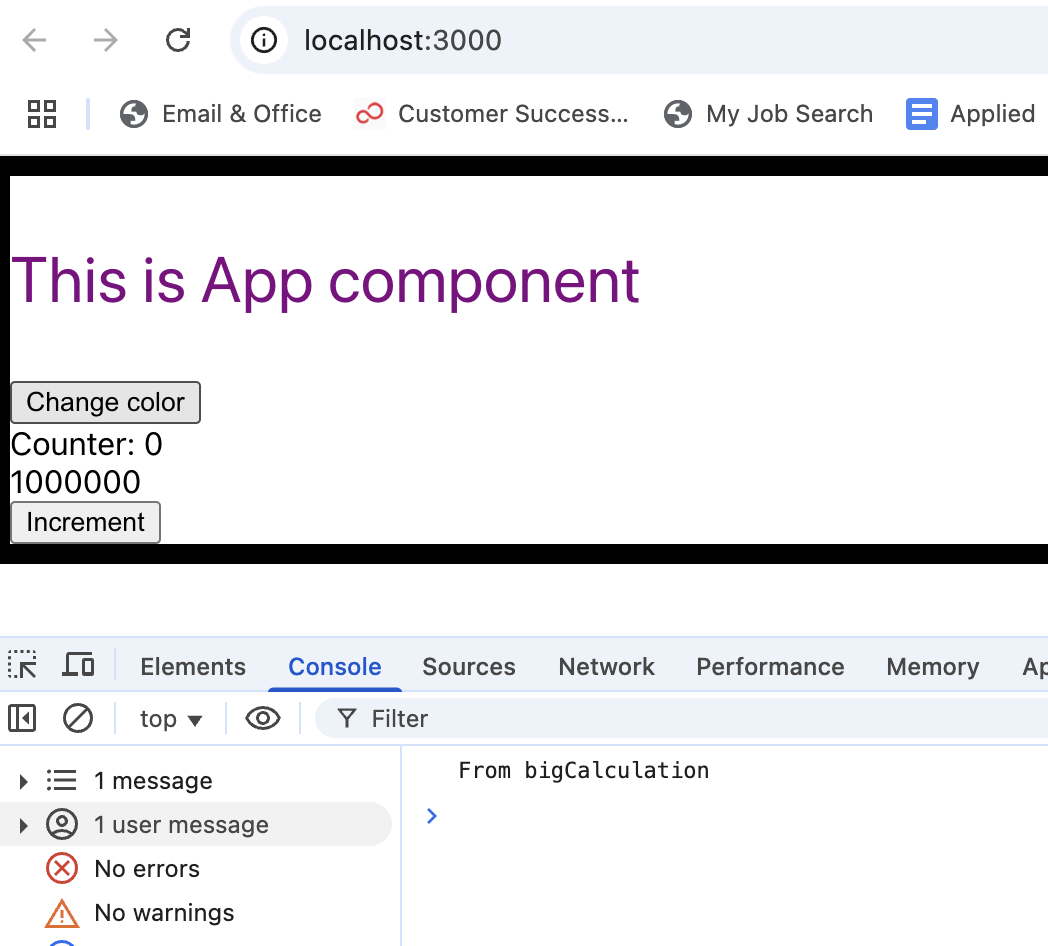 localhost:3000
Email & Office Customer Success... My Job Search Applied
This is App component
Change color
Counter: 0
1000000
Increment
Elements Console Sources Network Performance Memory Ap
top Filter
1 message
From bigCalculation
1 user message
No errors
No warnings